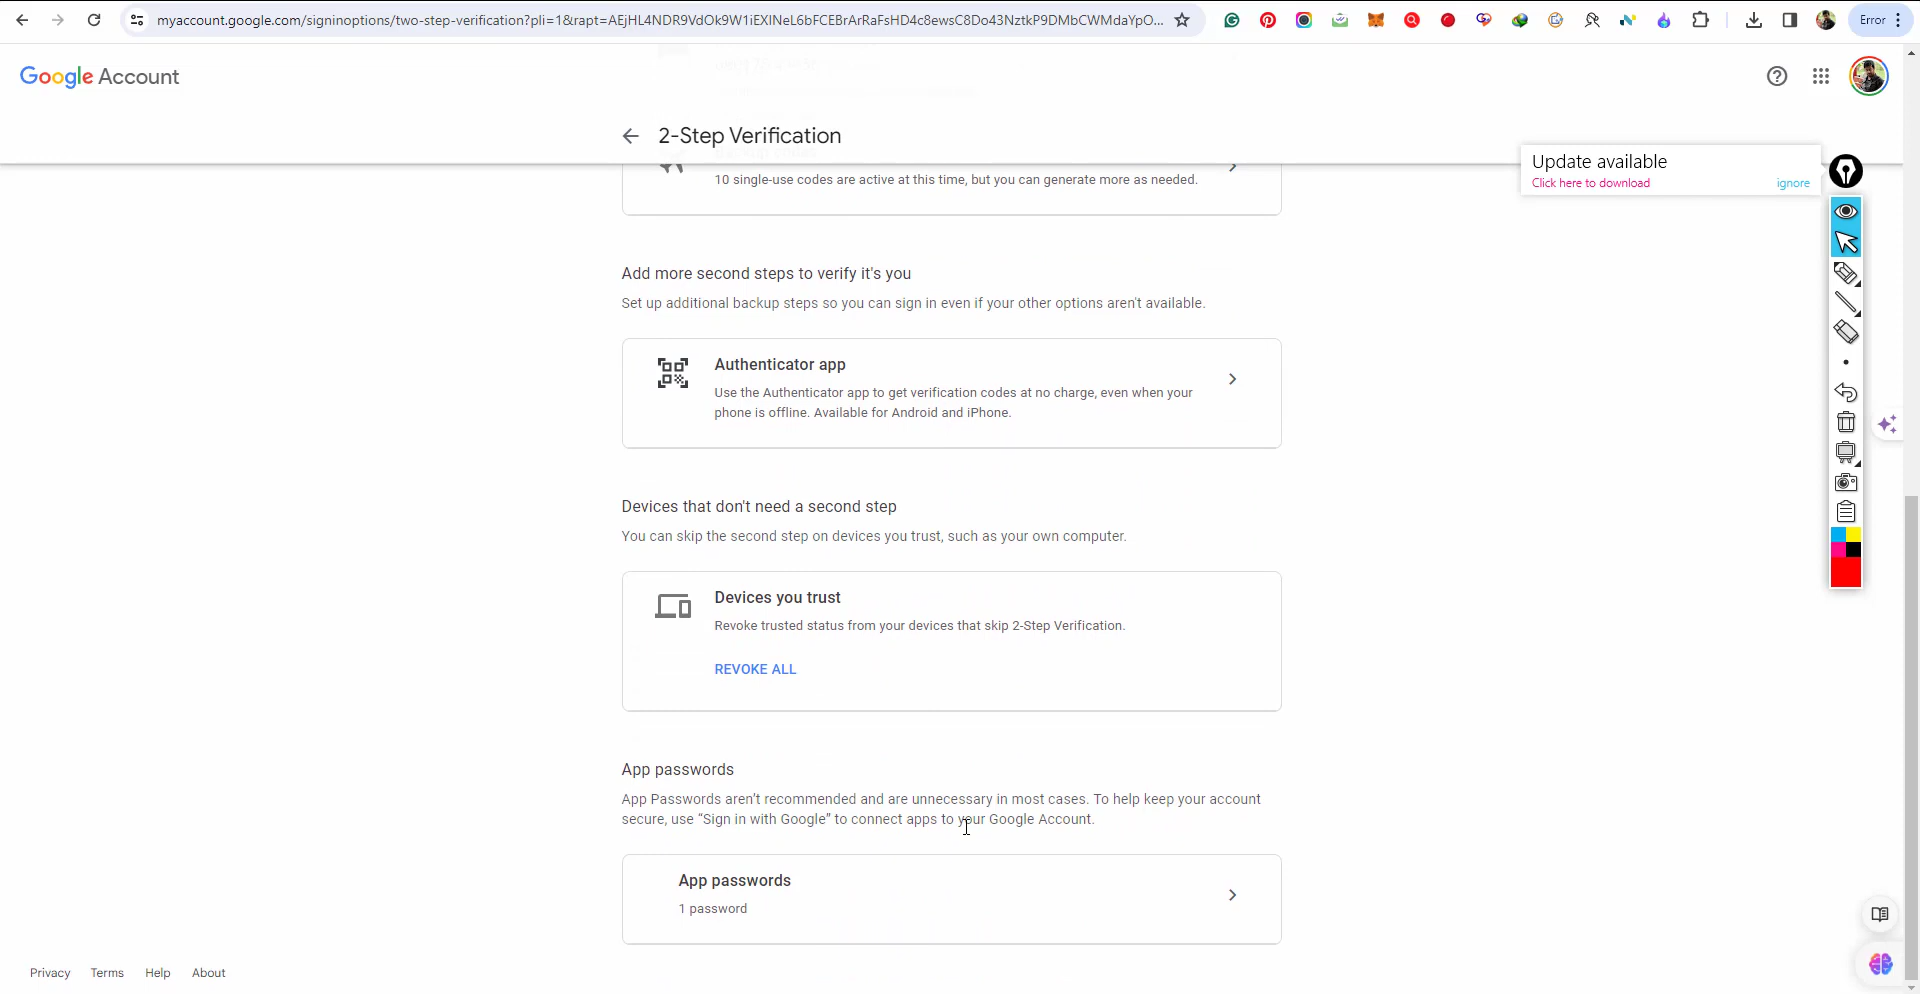 myaccount.google.com/signinoptions/two-step-verification?pli=1&rapt=AEjHL4NDR9VdOk9W1iEXINeL6bFCEBrArRaFsHD4c8ewsC8Do43NztkP9DMbCWMdaYpO...
Error
Google Account
2-Step Verification
Update available
Click here to download ignore
10 single-use codes are active at this time, but you can generate more as needed.
Add more second steps to verify it's you
Set up additional backup steps so you can sign in even if your other options aren't available.
Authenticator app
Use the Authenticator app to get verification codes at no charge, even when your
phone is offline. Available for Android and iPhone.
Devices that don't need a second step
You can skip the second step on devices you trust, such as your own computer.
Devices you trust
Revoke trusted status from your devices that skip 2-Step Verification.
REVOKE ALL
App passwords
App Passwords aren’t recommended and are unnecessary in most cases. To help keep your account
secure, use “Sign in with Google” to connect apps to your Google Account.
App passwords
1 password
Privacy Terms Help About